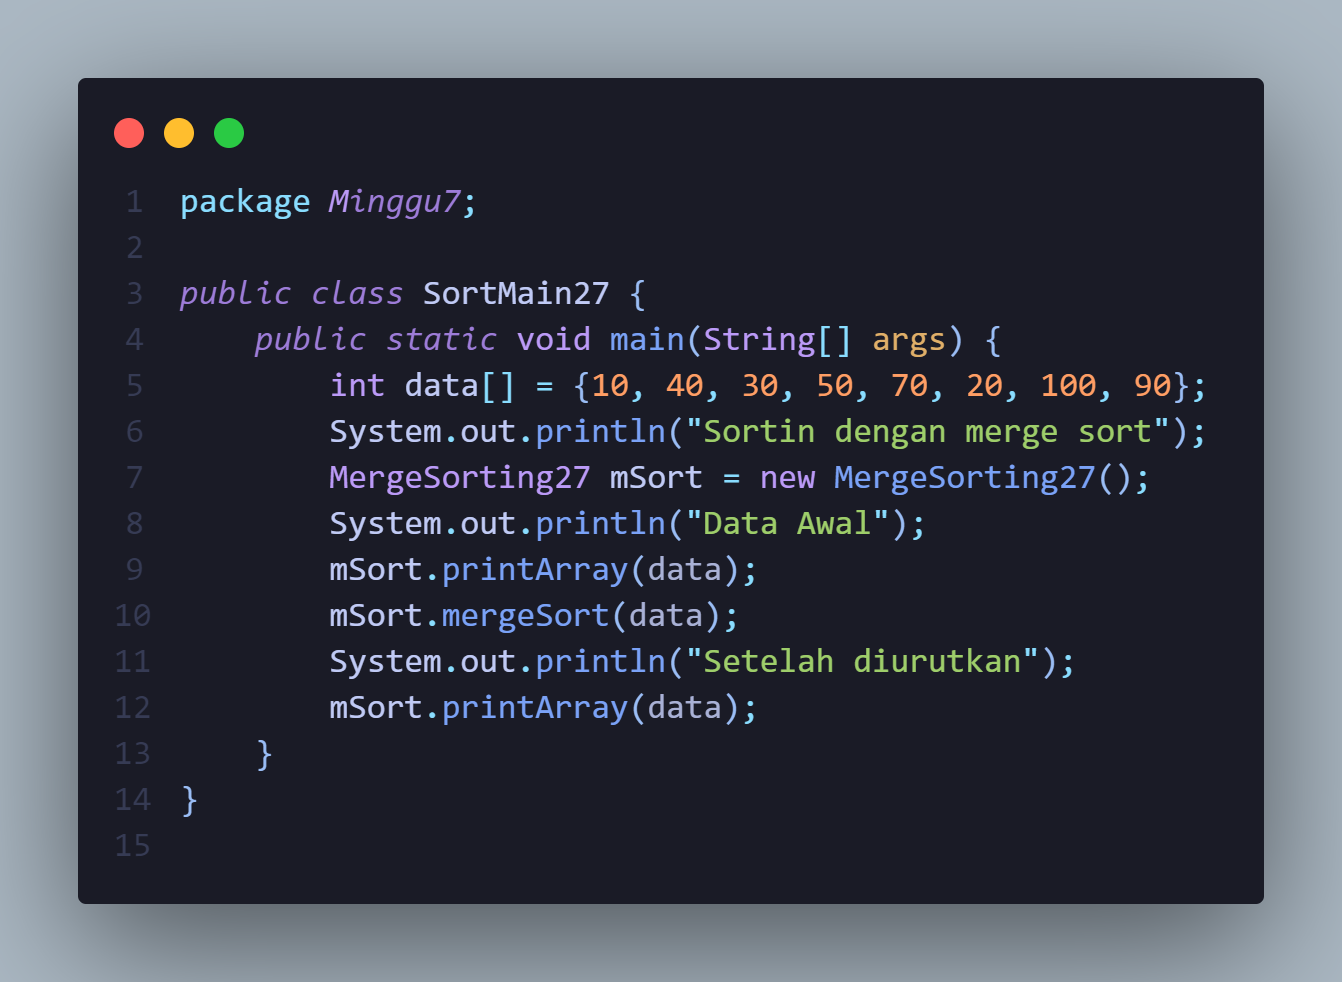 1 package Minggu7;
2
3 public class SortMain27 {
4     public static void main(String[] args) {
5         int data[] = {10, 40, 30, 50, 70, 20, 100, 90};
6         System.out.println("Sortin dengan merge sort");
7         MergeSorting27 mSort = new MergeSorting27();
8         System.out.println("Data Awal");
9         mSort.printArray(data);
10         mSort.mergeSort(data);
11         System.out.println("Setelah diurutkan");
12         mSort.printArray(data);
13     }
14 }
15